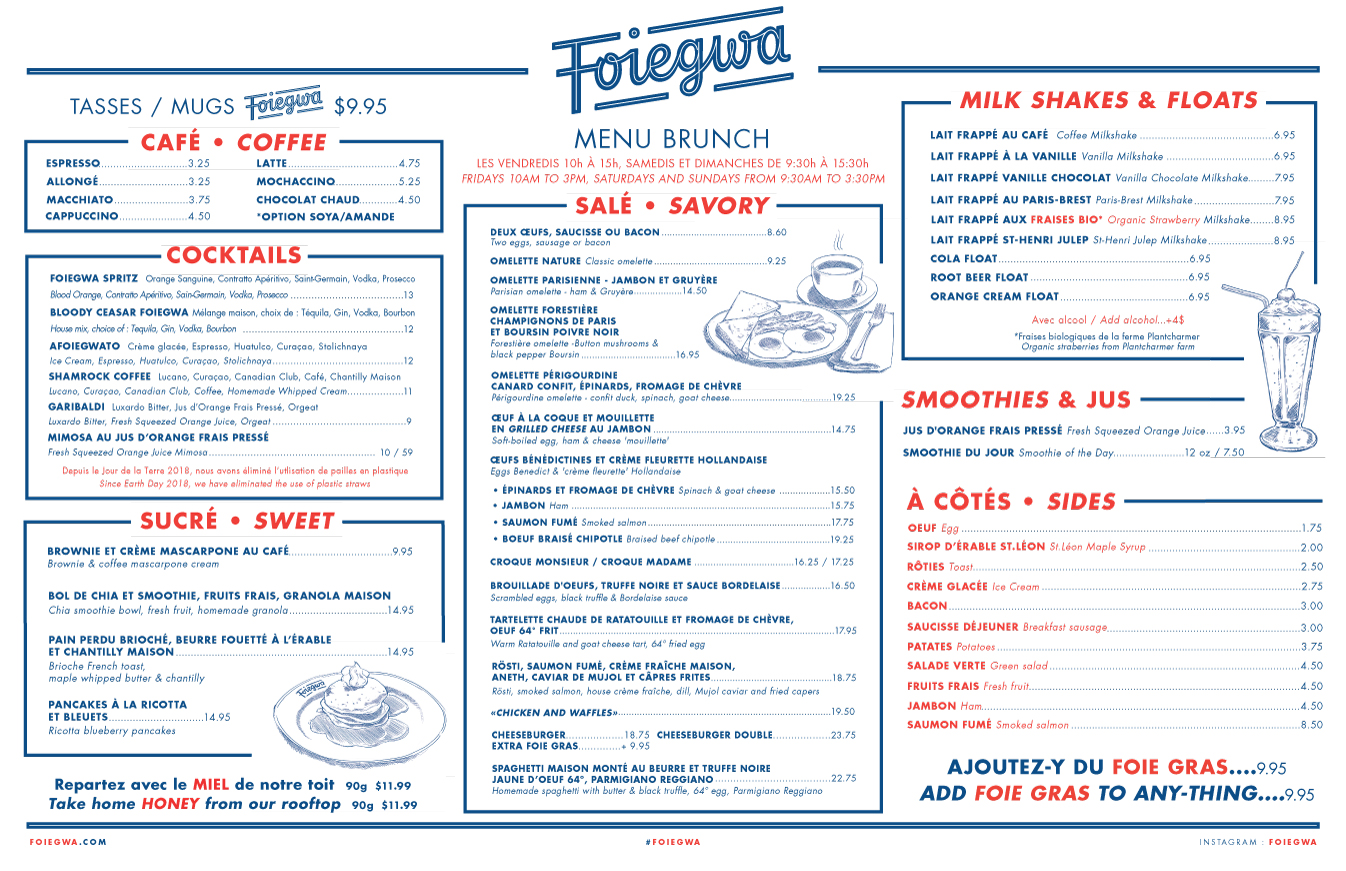 Foiegwa
MENU BRUNCH
LES VENDREDIS 10h À 15h, SAMEDIS ET DIMANCHES DE 9:30h À 15:30h
FRIDAYS 10AM TO 3PM, SATURDAYS AND SUNDAYS FROM 9:30AM TO 3:30PM
TASSES / MUGS Foiegwa $9.95
CAFÉ • COFFEE
ESPRESSO 3.25
ALLONGÉ 3.25
MACCHIATO 3.75
CAPPUCCINO 4.50
LATTE 4.75
MOCHACCINO 5.25
CHOCOLAT CHAUD 4.50
*OPTION SOYA/AMANDE
COCKTAILS
FOIEGWA SPRITZ Orange Sanguine, Contratto Apéritivo, Saint-Germain, Vodka, Prosecco
Blood Orange, Contratto Apéritivo, Sain-Germain, Vodka, Prosecco 13
BLOODY CEASAR FOIEGWA Mélange maison, choix de : Téquila, Gin, Vodka, Bourbon
House mix, choice of : Tequila, Gin, Vodka, Bourbon 12
AFOIEGWATO Crème glacée, Espresso, Huatulco, Curaçao, Stolichnaya
Ice Cream, Espresso, Huatulco, Curaçao, Stolichnaya 12
SHAMROCK COFFEE Lucano, Curaçao, Canadian Club, Café, Chantilly Maison
Lucano, Curaçao, Canadian Club, Coffee, Homemade Whipped Cream 11
GARIBALDI Luxardo Bitter, Jus d'Orange Frais Pressé, Orgeat
Luxardo Bitter, Fresh Squeezed Orange Juice, Orgeat 9
MIMOSA AU JUS D'ORANGE FRAIS PRESSÉ
Fresh Squeezed Orange Juice Mimosa 10 / 59
Depuis le Jour de la Terre 2018, nous avons éliminé l'utlisation de pailles en plastique
Since Earth Day 2018, we have eliminated the use of plastic straws
SUCRÉ • SWEET
BROWNIE ET CRÈME MASCARPONE AU CAFÉ 9.95
Brownie & coffee mascarpone cream
BOL DE CHIA ET SMOOTHIE, FRUITS FRAIS, GRANOLA MAISON
Chia smoothie bowl, fresh fruit, homemade granola 14.95
PAIN PERDU BRIOCHÉ, BEURRE FOUETTÉ À L'ÉRABLE
ET CHANTILLY MAISON 14.95
Brioche French toast,
maple whipped butter & chantilly
PANCAKES À LA RICOTTA
ET BLEUETS 14.95
Ricotta blueberry pancakes
Foiegwa
Repartez avec le MIEL de notre toit 90g $11.99
Take home HONEY from our rooftop 90g $11.99
SALÉ • SAVORY
DEUX ŒUFS, SAUCISSE OU BACON 8.60
Two eggs, sausage or bacon
OMELETTE NATURE Classic omelette 9.25
OMELETTE PARISIENNE - JAMBON ET GRUYÈRE
Parisian omelette - ham & Gruyère 14.50
OMELETTE FORESTIÈRE
CHAMPIGNONS DE PARIS
ET BOURSIN POIVRE NOIR
Forestière omelette -Button mushrooms &
black pepper Boursin 16.95
OMELETTE PÉRIGOURDINE
CANARD CONFIT, ÉPINARDS, FROMAGE DE CHÈVRE
Périgourdine omelette - confit duck, spinach, goat cheese 19.25
ŒUF À LA COQUE ET MOUILLETTE
EN GRILLED CHEESE AU JAMBON 14.75
Soft-boiled egg, ham & cheese 'mouillette'
ŒUFS BÉNÉDICTINES ET CRÈME FLEURETTE HOLLANDAISE
Eggs Benedict & 'crème fleurette' Hollandaise
• ÉPINARDS ET FROMAGE DE CHÈVRE Spinach & goat cheese 15.50
• JAMBON Ham 15.75
• SAUMON FUMÉ Smoked salmon 17.75
• BOEUF BRAISÉ CHIPOTLE Braised beef chipotle 19.25
CROQUE MONSIEUR / CROQUE MADAME 16.25 / 17.25
BROUILLADE D'OEUFS, TRUFFE NOIRE ET SAUCE BORDELAISE 16.50
Scrambled eggs, black truffle & Bordelaise sauce
TARTELETTE CHAUDE DE RATATOUILLE ET FROMAGE DE CHÈVRE,
OEUF 64° FRIT 17.95
Warm Ratatouille and goat cheese tart, 64° fried egg
RÖSTI, SAUMON FUMÉ, CRÈME FRAÎCHE MAISON,
ANETH, CAVIAR DE MUJOL ET CÂPRES FRITES 18.75
Rösti, smoked salmon, house crème fraîche, dill, Mujol caviar and fried capers
«CHICKEN AND WAFFLES» 19.50
CHEESEBURGER 18.75 CHEESEBURGER DOUBLE 23.75
EXTRA FOIE GRAS + 9.95
SPAGHETTI MAISON MONTÉ AU BEURRE ET TRUFFE NOIRE
JAUNE D'OEUF 64°, PARMIGIANO REGGIANO 22.75
Homemade spaghetti with butter & black truffle, 64° egg, Parmigiano Reggiano
MILK SHAKES & FLOATS
LAIT FRAPPÉ AU CAFÉ Coffee Milkshake 6.95
LAIT FRAPPÉ À LA VANILLE Vanilla Milkshake 6.95
LAIT FRAPPÉ VANILLE CHOCOLAT Vanilla Chocolate Milkshake 7.95
LAIT FRAPPÉ AU PARIS-BREST Paris-Brest Milkshake 7.95
LAIT FRAPPÉ AUX FRAISES BIO* Organic Strawberry Milkshake 8.95
LAIT FRAPPÉ ST-HENRI JULEP St-Henri Julep Milkshake 8.95
COLA FLOAT 6.95
ROOT BEER FLOAT 6.95
ORANGE CREAM FLOAT 6.95
Avec alcool / Add alcohol...+4$
*Fraises biologiques de la ferme Plantcharmer
Organic straberries from Plantcharmer farm
SMOOTHIES & JUS
JUS D'ORANGE FRAIS PRESSÉ Fresh Squeezed Orange Juice 3.95
SMOOTHIE DU JOUR Smoothie of the Day 12 oz / 7.50
À CÔTÉS • SIDES
OEUF Egg 1.75
SIROP D'ÉRABLE ST.LÉON St.Léon Maple Syrup 2.00
RÔTIES Toast 2.50
CRÈME GLACÉE Ice Cream 2.75
BACON 3.00
SAUCISSE DÉJEUNER Breakfast sausage 3.00
PATATES Potatoes 3.75
SALADE VERTE Green salad 4.50
FRUITS FRAIS Fresh fruit 4.50
JAMBON Ham 4.50
SAUMON FUMÉ Smoked salmon 8.50
AJOUTEZ-Y DU FOIE GRAS....9.95
ADD FOIE GRAS TO ANY-THING....9.95
FOIEGWA.COM
#FOIEGWA
INSTAGRAM : FOIEGWA